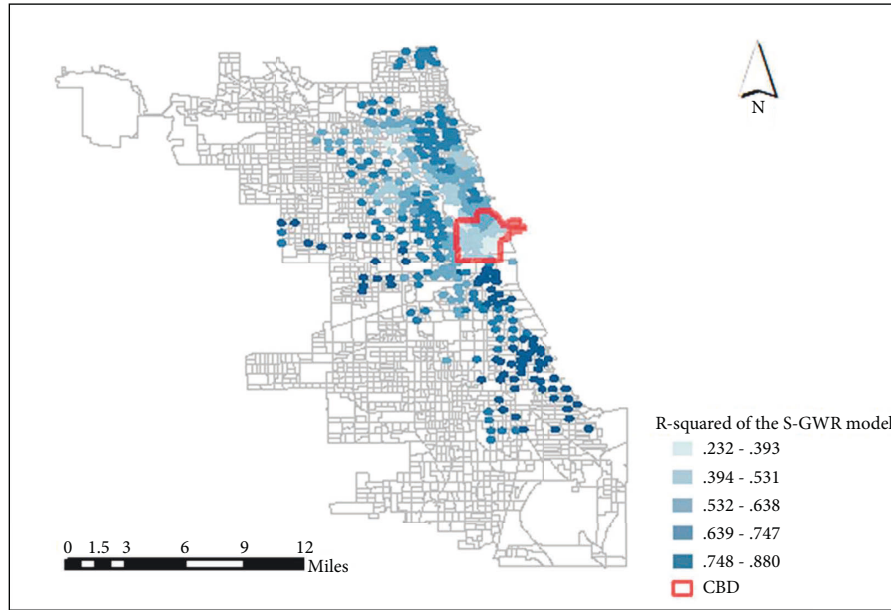 N
R-squared of the S-GWR model
.232 - .393
.394 - .531
.532 - .638
.639 - .747
.748 - .880
CBD
0 1.5 3 6 9 12
Miles